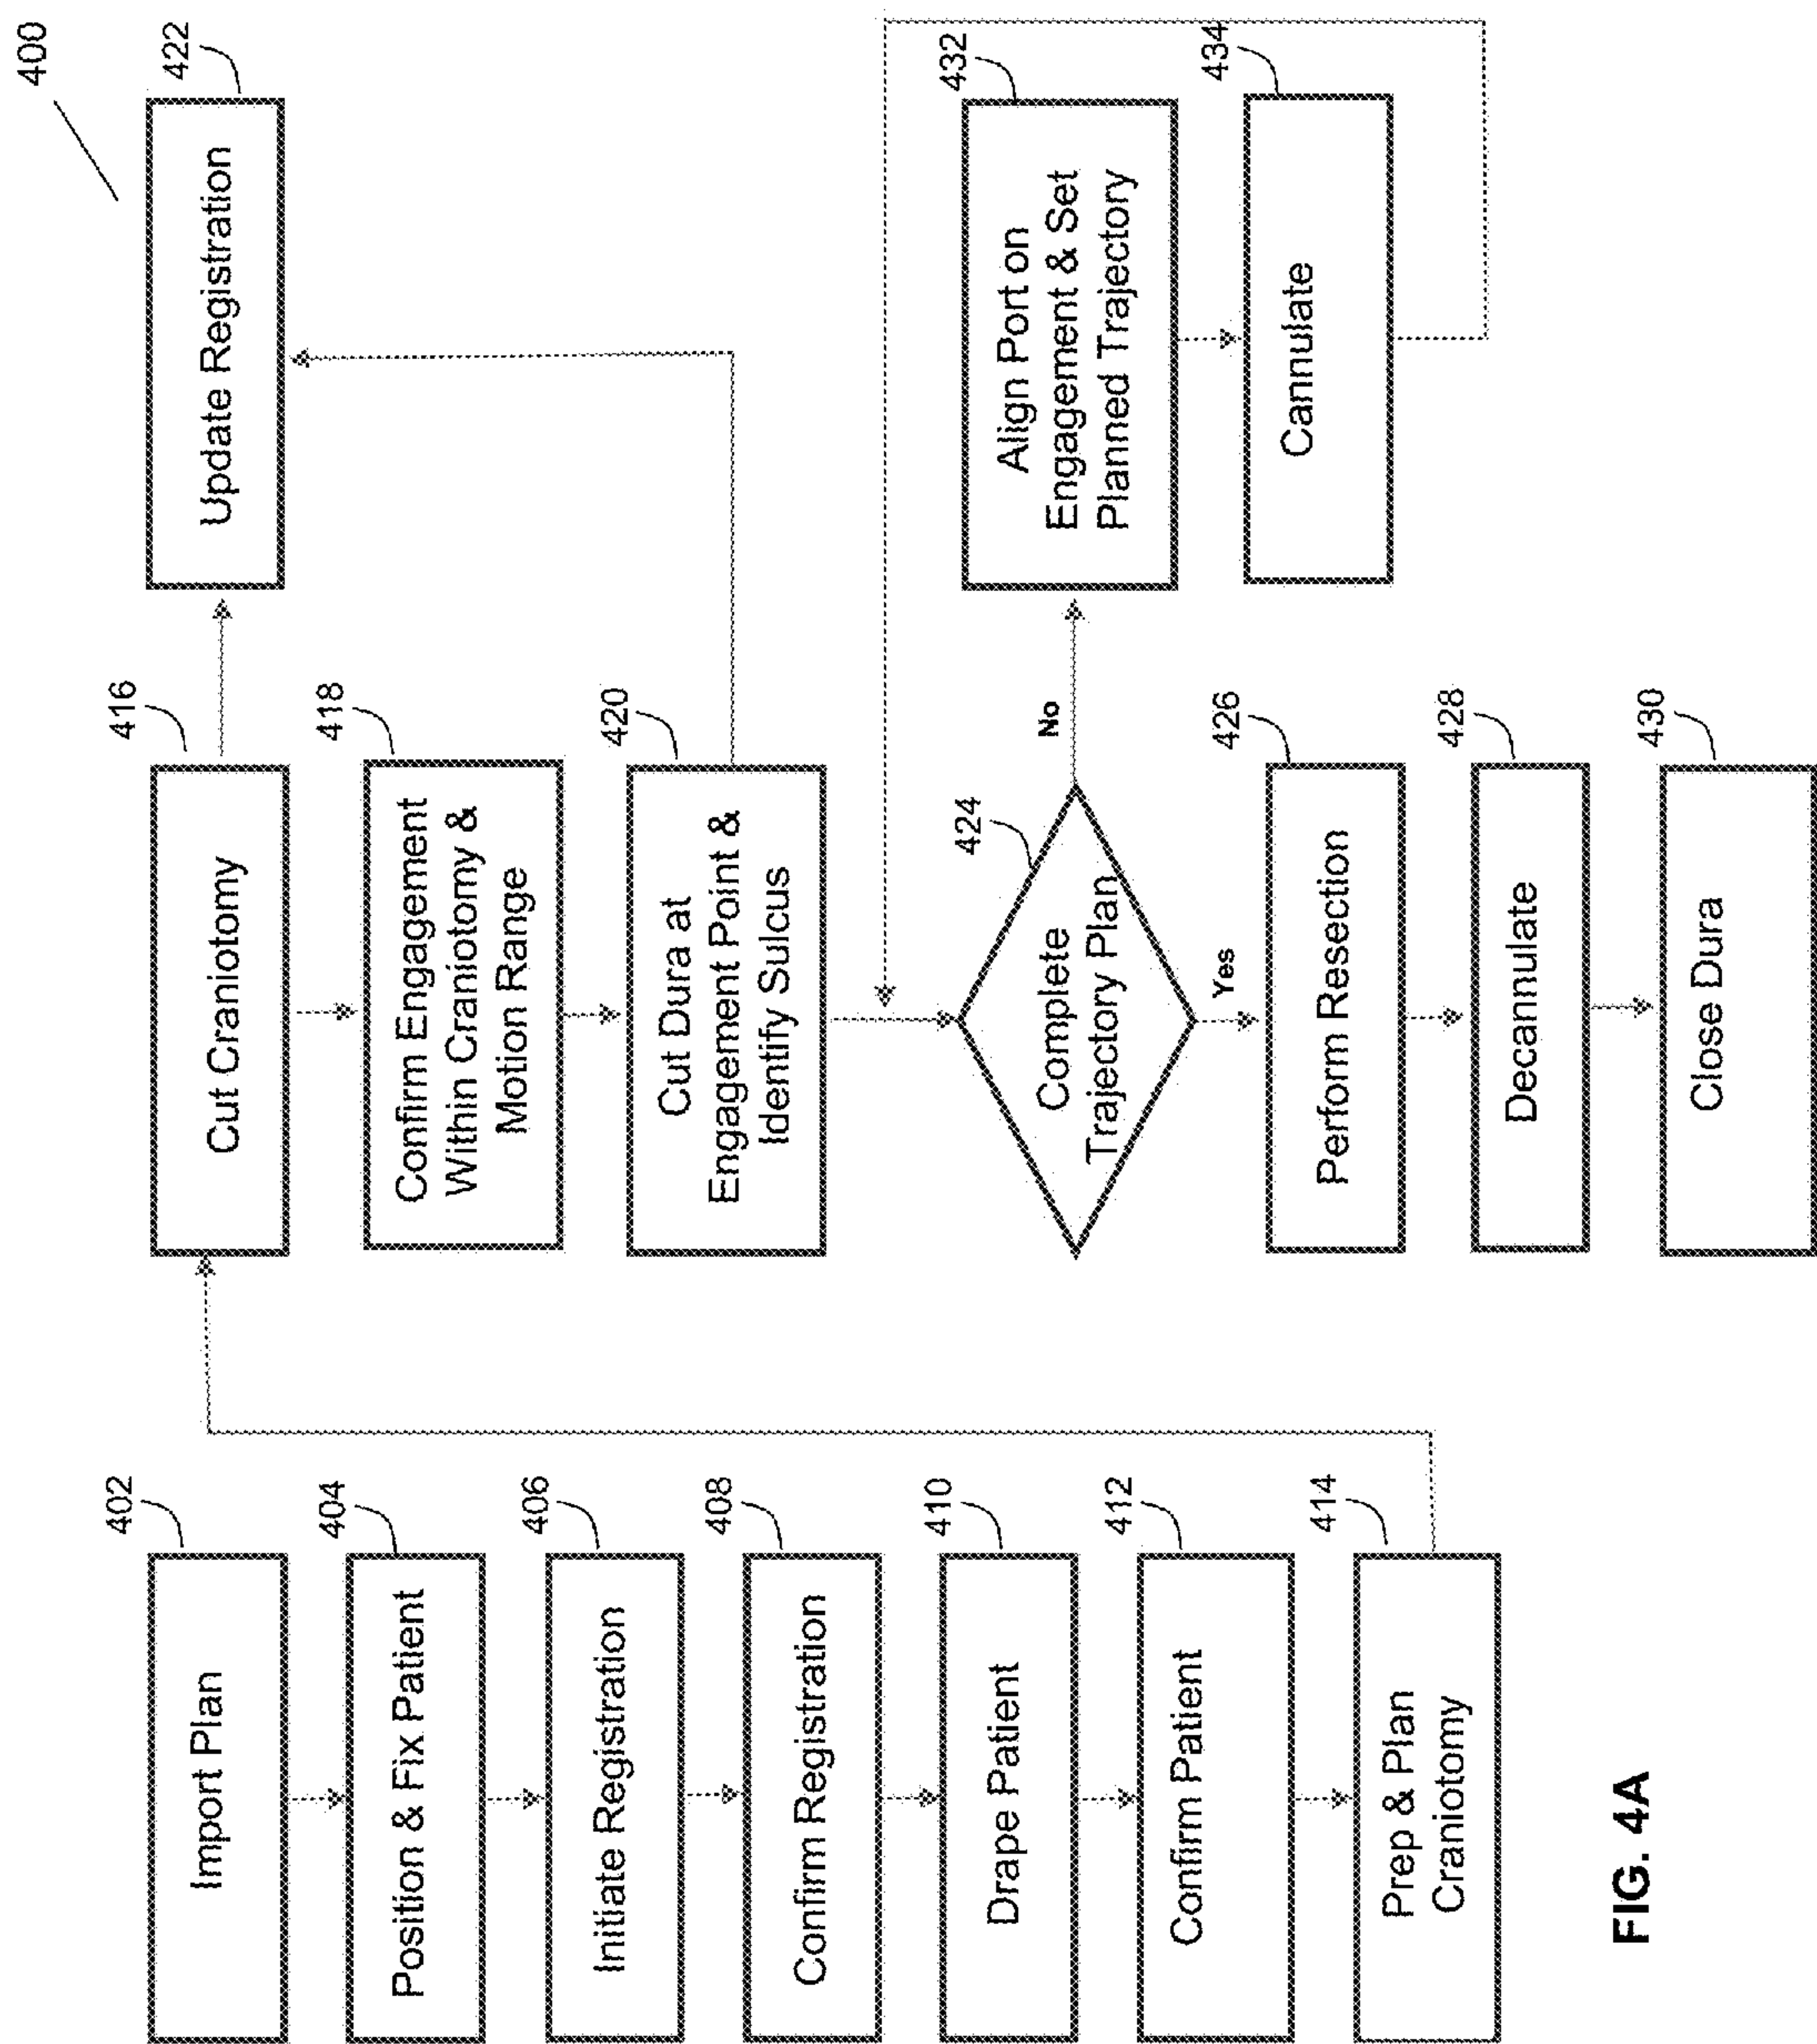 400
402
Import Plan
404
Position & Fix Patient
406
Initiate Registration
408
Confirm Registration
410
Drape Patient
412
Confirm Patient
414
Prep & Plan
Craniotomy
416
Cut Craniotomy
418
Confirm Engagement
Within Craniotomy &
Motion Range
420
Cut Dura at
Engagement Point &
Identify Sulcus
422
Update Registration
424
Complete
Trajectory Plan
No
Yes
426
Perform Resection
428
Decannulate
430
Close Dura
432
Align Port on
Engagement & Set
Planned Trajectory
434
Cannulate
FIG. 4A